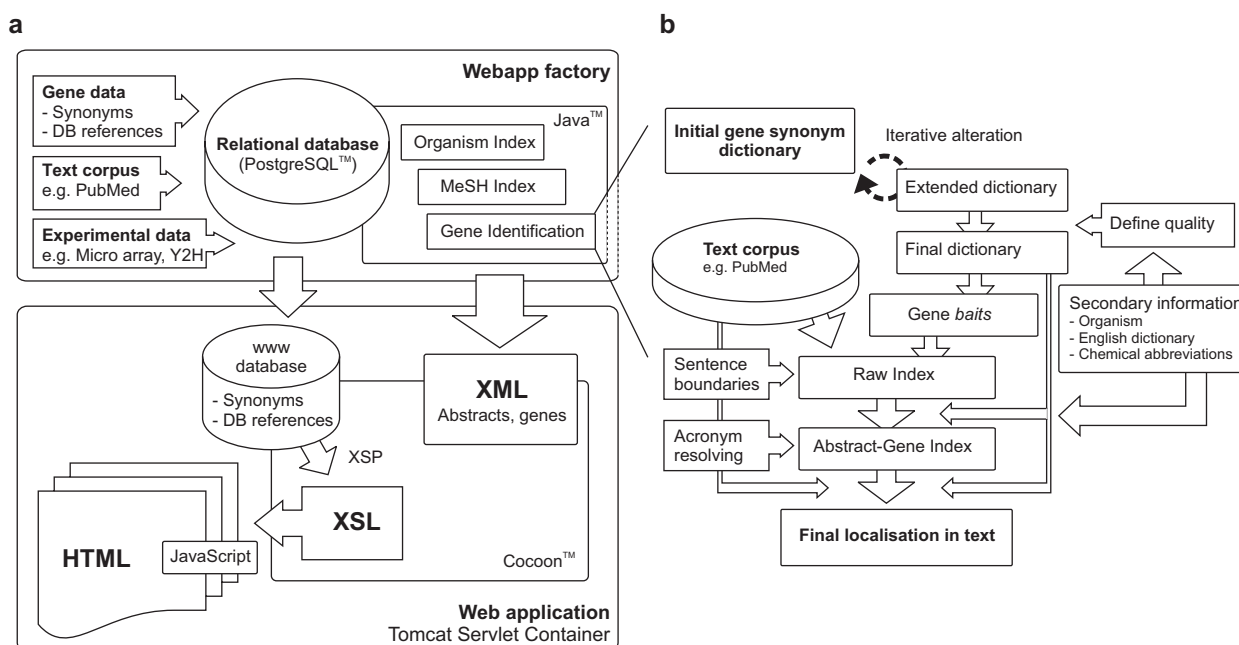 a
Webapp factory
Gene data
- Synonyms
- DB references
Text corpus
e.g. PubMed
Experimental data
e.g. Micro array, Y2H
Relational database
(PostgreSQL™)
Java™
Organism Index
MeSH Index
Gene Identification
www
database
- Synonyms
- DB references
XML
Abstracts, genes
XSP
XSL
HTML
JavaScript
Cocoon™
Web application
Tomcat Servlet Container
b
Initial gene synonym
dictionary
Iterative alteration
Extended dictionary
Final dictionary
Define quality
Text corpus
e.g. PubMed
Gene baits
Secondary information
- Organism
- English dictionary
- Chemical abbreviations
Sentence
boundaries
Raw Index
Acronym
resolving
Abstract-Gene Index
Final localisation in text